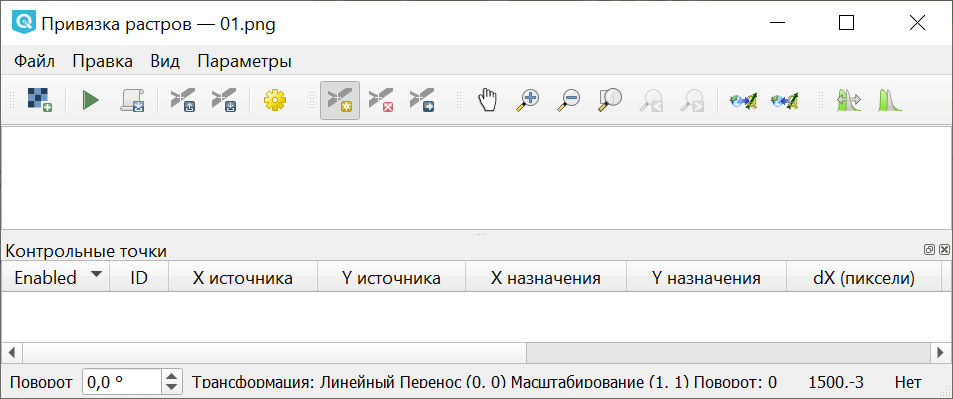 Привязка растров — 01.png
Файл Правка Вид Параметры
Контрольные точки
Enabled ID X источника Y источника X назначения Y назначения dX (пиксели)
Поворот 0,0 ° Трансформация: Линейный Перенос (0, 0) Масштабирование (1, 1) Поворот: 0 1500,-3 Нет